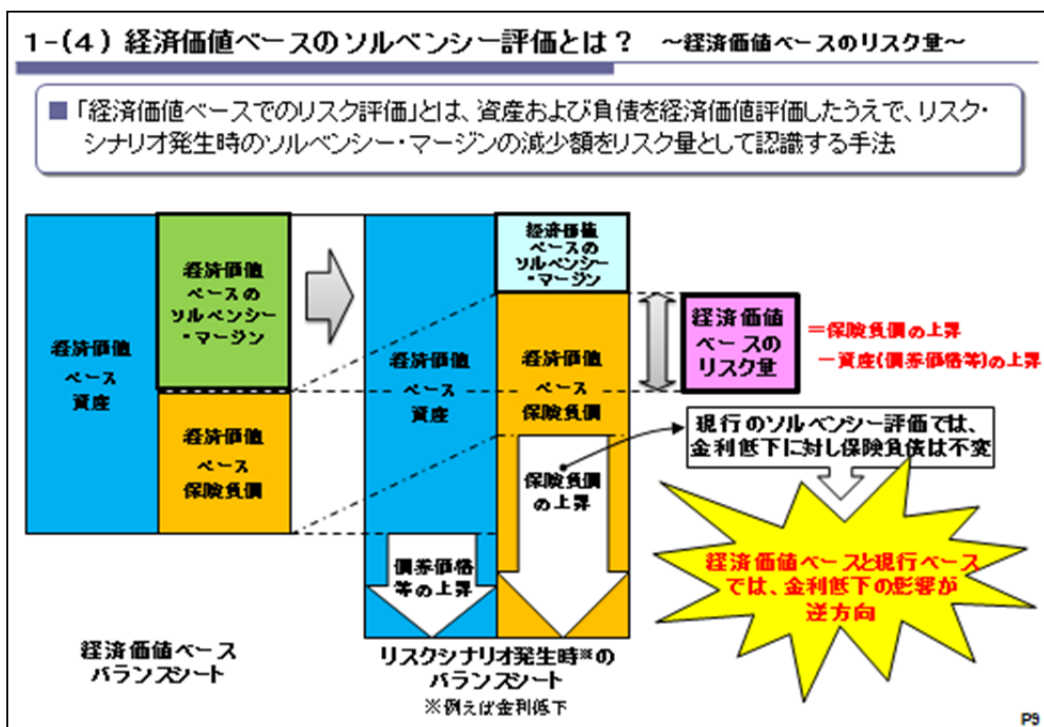 1-(4) 経済価値ベースのソルベンシー評価とは？ ～経済価値ベースのリスク量～
■「経済価値ベースでのリスク評価」とは、資産および負債を経済価値評価したうえで、リスク・
シナリオ発生時のソルベンシー・マージンの減少額をリスク量として認識する手法
経済価値
ベースの
ソルベンシー
・マージン
経済価値
ベース
資産
経済価値
ベース
保険負債
経済価値ベース
バランスシート
経済価値
ベースの
ソルベンシー
・マージン
経済価値
ベース
資産
経済価値
ベース
保険負債
保険負債
の上昇
債券価格
等の上昇
リスクシナリオ発生時※の
バランスシート
※例えば金利低下
経済価値
ベースの
リスク量
＝保険負債の上昇
－資産(債券価格等)の上昇
現行のソルベンシー評価では、
金利低下に対し保険負債は不変
経済価値ベースと現行ベース
では、金利低下の影響が
逆方向
P9